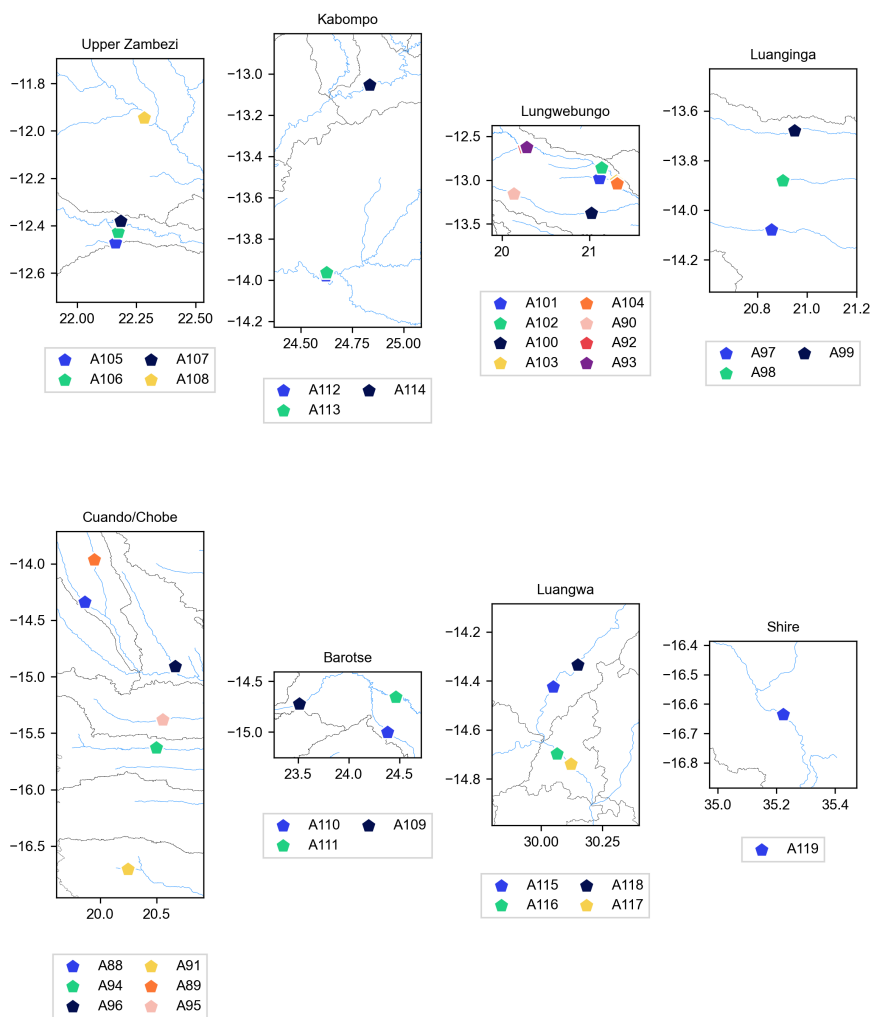 Upper Zambezi
−11.8
−12.0
−12.2
−12.4
−12.6
22.00 22.25 22.50
A105 A107
A106 A108
Kabompo
−13.0
−13.2
−13.4
−13.6
−13.8
−14.0
−14.2
24.50 24.75 25.00
A112 A114
A113
Lungwebungo
−12.5
−13.0
−13.5
20 21
A101 A104
A102 A90
A100 A92
A103 A93
Luanginga
−13.6
−13.8
−14.0
−14.2
20.8 21.0 21.2
A97 A99
A98
Cuando/Chobe
−14.0
−14.5
−15.0
−15.5
−16.0
−16.5
20.0 20.5
A88 A91
A94 A89
A96 A95
Barotse
−14.5
−15.0
23.5 24.0 24.5
A110 A109
A111
Luangwa
−14.2
−14.4
−14.6
−14.8
30.00 30.25
A115 A118
A116 A117
Shire
−16.4
−16.5
−16.6
−16.7
−16.8
35.0 35.2 35.4
A119